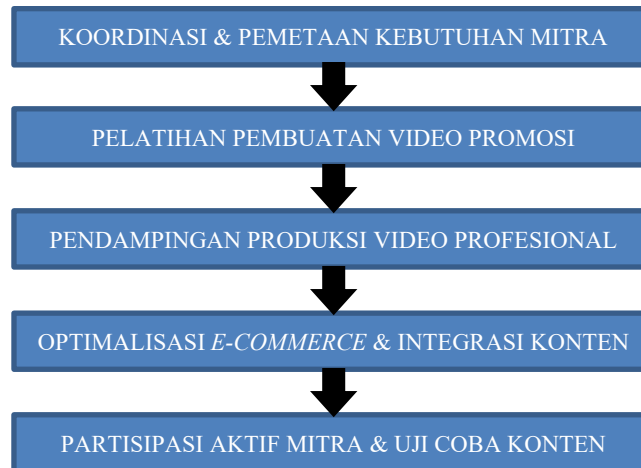 KOORDINASI & PEMETAAN KEBUTUHAN MITRA
PELATIHAN PEMBUATAN VIDEO PROMOSI
PENDAMPINGAN PRODUKSI VIDEO PROFESIONAL
OPTIMALISASI E-COMMERCE & INTEGRASI KONTEN
PARTISIPASI AKTIF MITRA & UJI COBA KONTEN